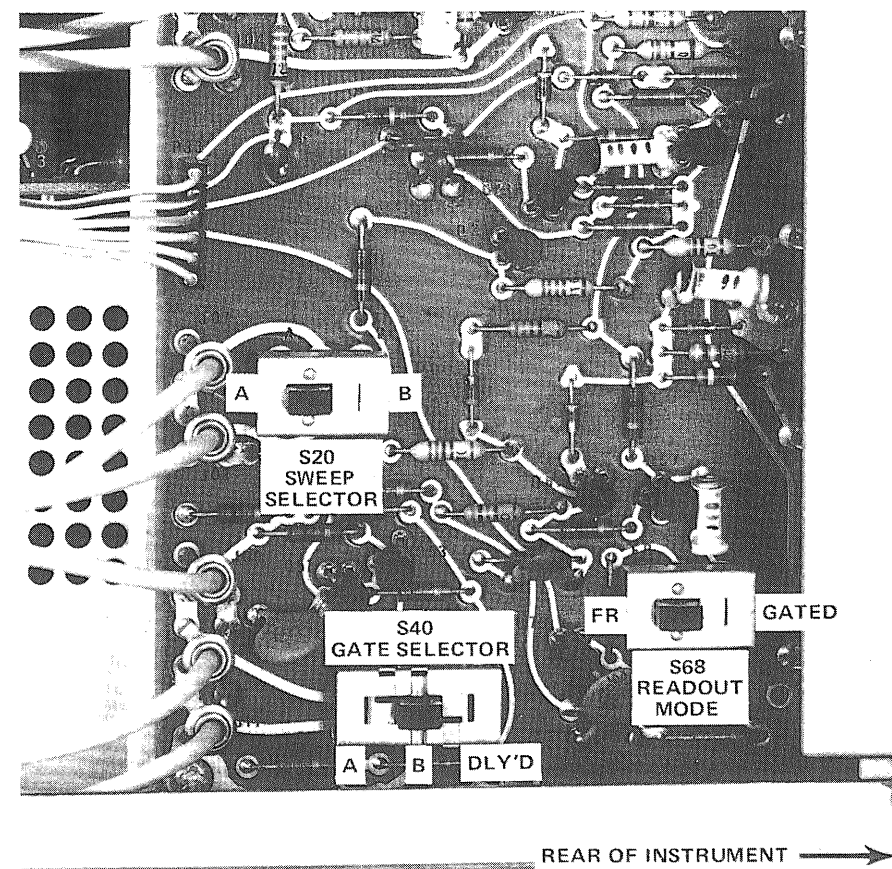 A
B
S20
SWEEP
SELECTOR
S40
GATE SELECTOR
FR
GATED
S68
READOUT
MODE
A
B
DLY'D
REAR OF INSTRUMENT